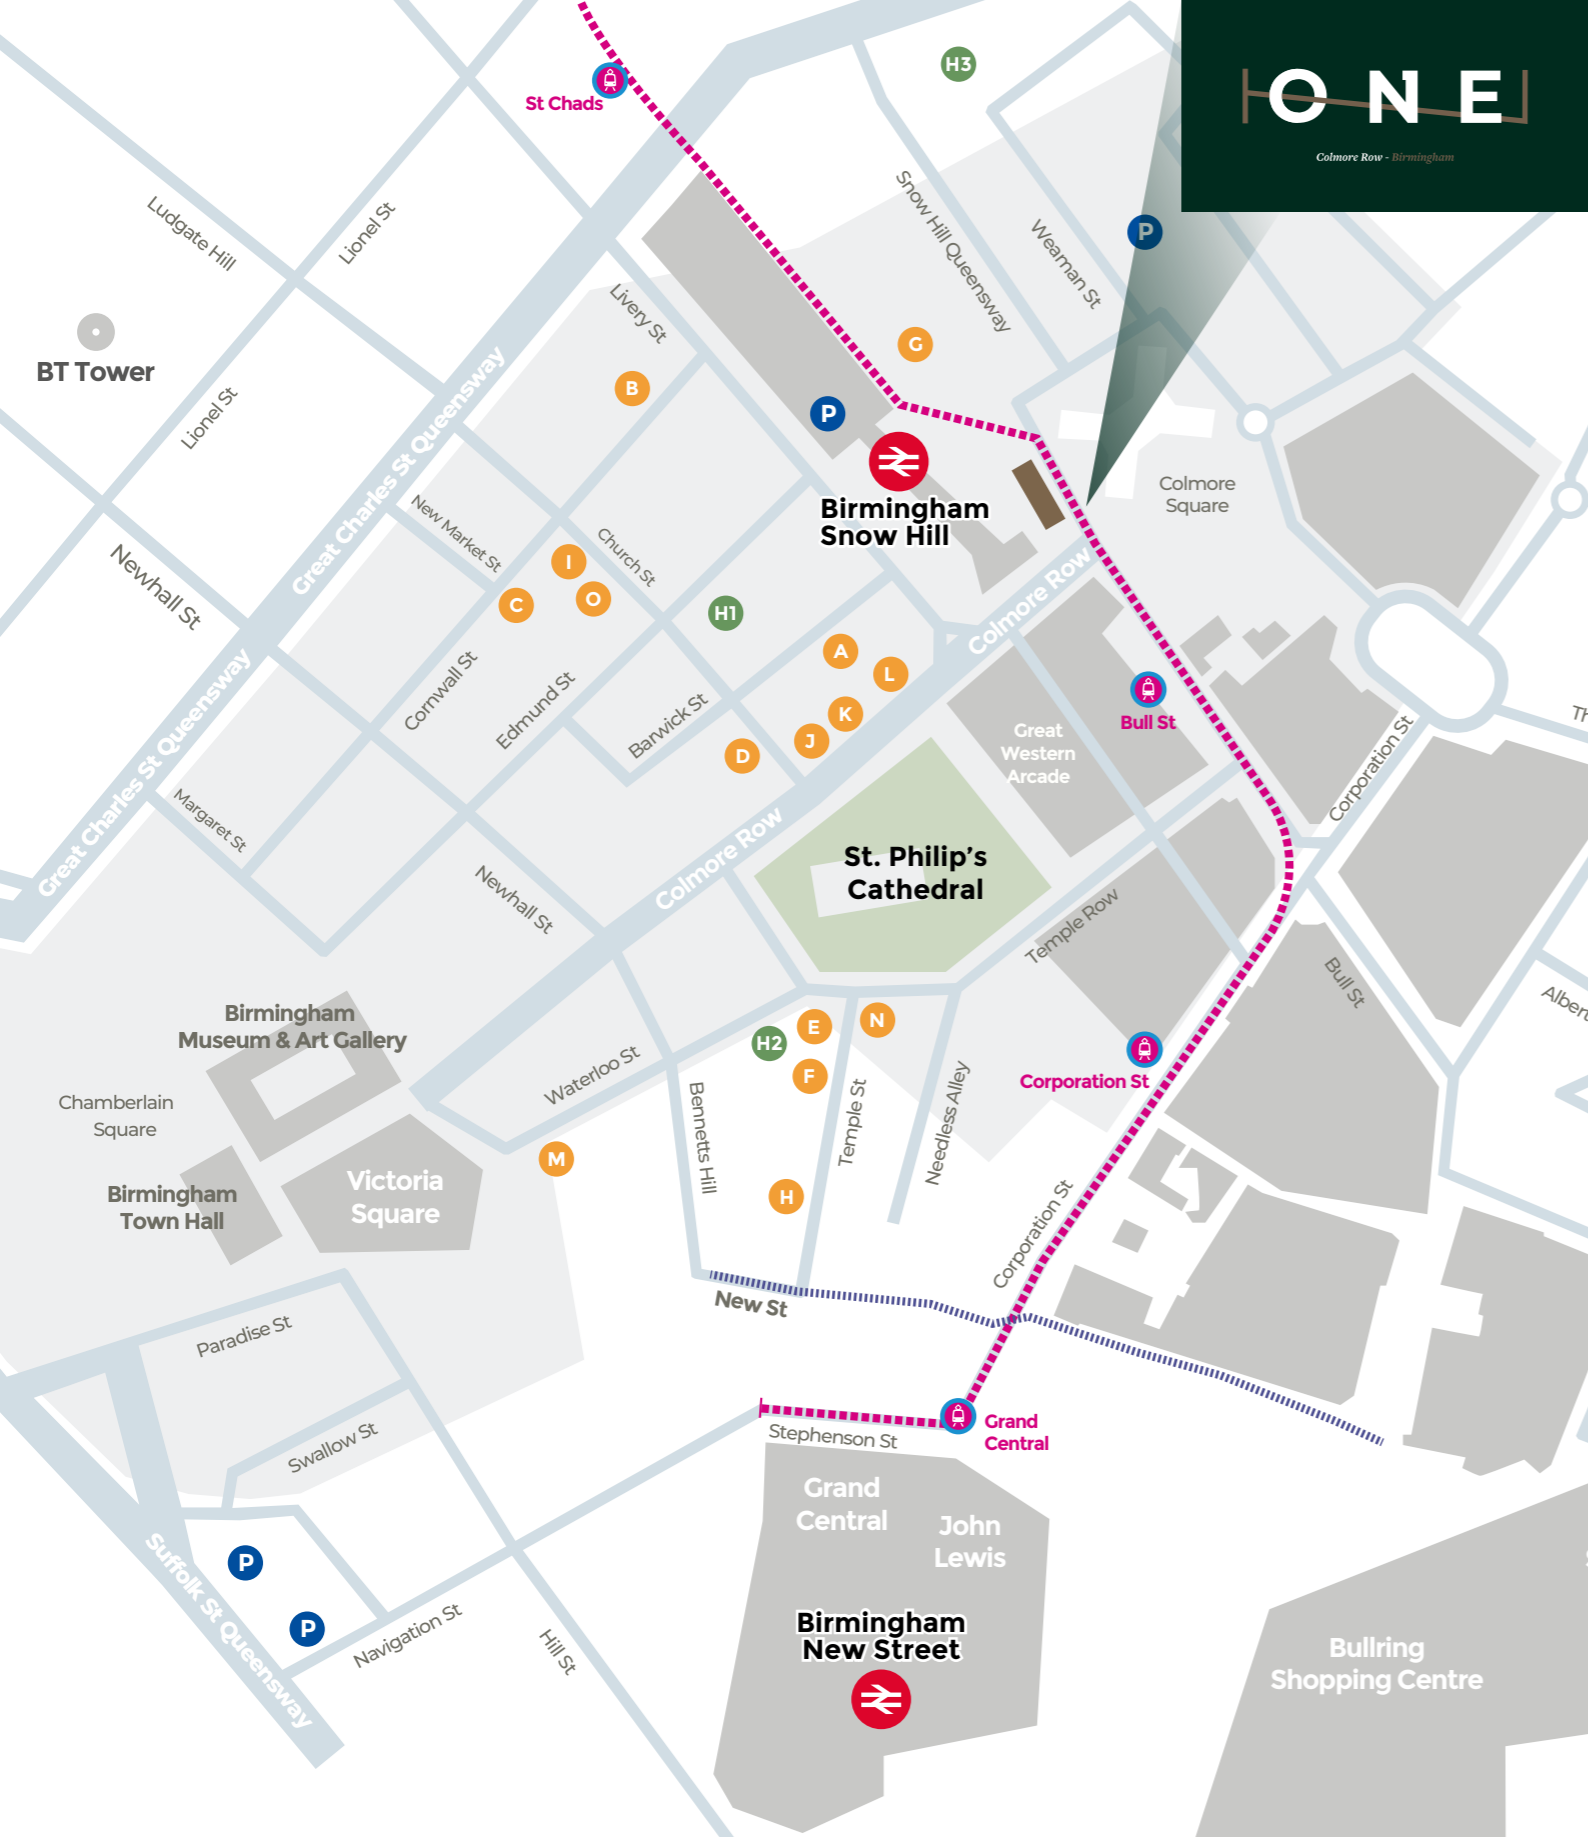 H3
ONE
Colmore Row - Birmingham
St Chads
Ludgate Hill
Lionel St
Snow Hill Queensway
Weaman St
P
Livery St
G
BT Tower
Great Charles St Queensway
B
Lionel St
P
Birmingham
Snow Hill
Colmore
Square
New Market St
Church St
Newhall St
I
O
C
H1
Colmore Row
A
L
K
J
D
Great
Western
Arcade
Bull St
Cornwall St
Edmund St
Barwick St
Great Charles St Queensway
Corporation St
Th
Margaret St
Colmore Row
St. Philip's
Cathedral
Newhall St
Temple Row
Bull St
Albert
Birmingham
Museum & Art Gallery
E
N
H2
F
Corporation St
Waterloo St
Chamberlain
Square
Bennetts Hill
Temple St
Needless Alley
M
H
Birmingham
Town Hall
Victoria
Square
Corporation St
New St
Paradise St
Swallow St
Stephenson St
Grand
Central
Grand
Central
John
Lewis
P
P
Suffolk St Queensway
Navigation St
Hill St
Birmingham
New Street
Bullring
Shopping Centre